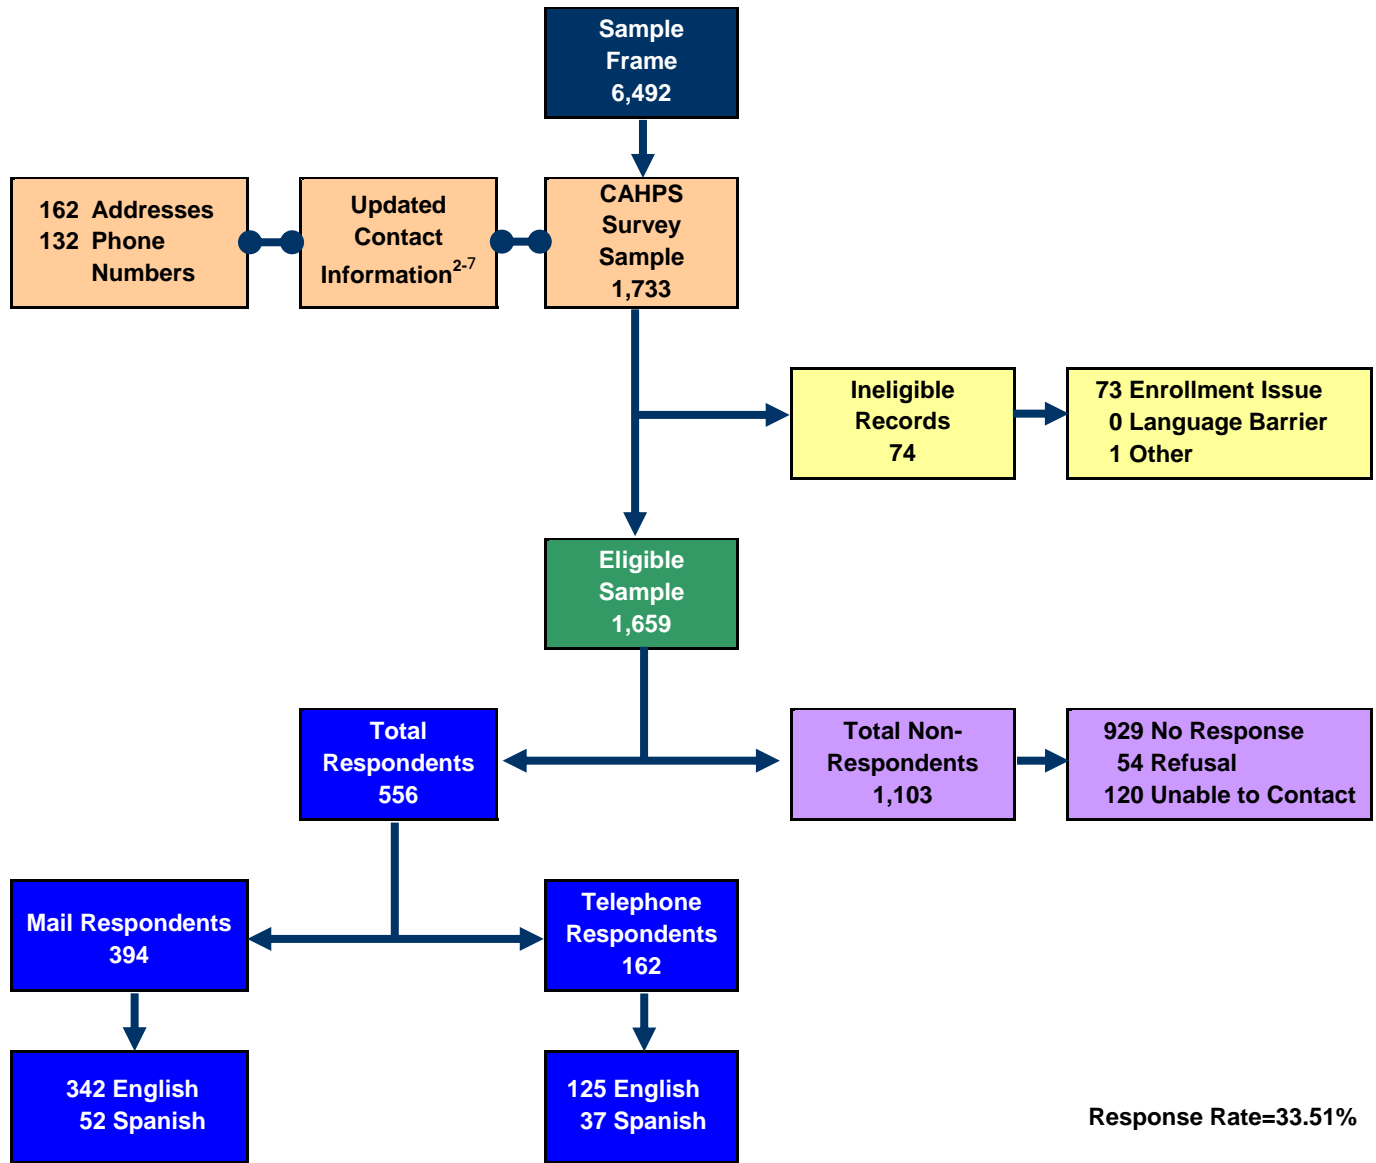 Sample
Frame
6,492
162 Addresses
132 Phone
Numbers
Updated
Contact
Information2-7
CAHPS
Survey
Sample
1,733
Ineligible
Records
74
73 Enrollment Issue
0 Language Barrier
1 Other
Eligible
Sample
1,659
Total
Respondents
556
Total Non-
Respondents
1,103
929 No Response
54 Refusal
120 Unable to Contact
Mail Respondents
394
Telephone
Respondents
162
342 English
52 Spanish
125 English
37 Spanish
Response Rate=33.51%